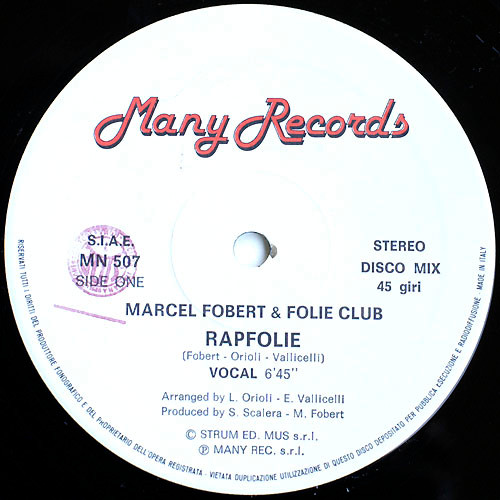 Many Records
S.I.A.E.
MN 507
SIDE ONE
STEREO
DISCO MIX
45 giri
MARCEL FOBERT & FOLIE CLUB
RAPFOLIE
(Fobert - Orioli - Vallicelli)
VOCAL 6'45''
Arranged by L. Orioli - E. Vallicelli
Produced by S. Scalera - M. Fobert
© STRUM ED. MUS s.r.l.
℗ MANY REC. s.r.l.
RISERVATI TUTTI I DIRITTI DEL PRODUTTORE FONOGRAFICO E DEL PROPRIETARIO DELL'OPERA REGISTRATA - VIETATA DUPLICAZIONE UTILIZZAZIONE DI QUESTO DISCO DEPOSITATO PER PUBBLICA ESECUZIONE E RADIODIFFUSIONE - MADE IN ITALY